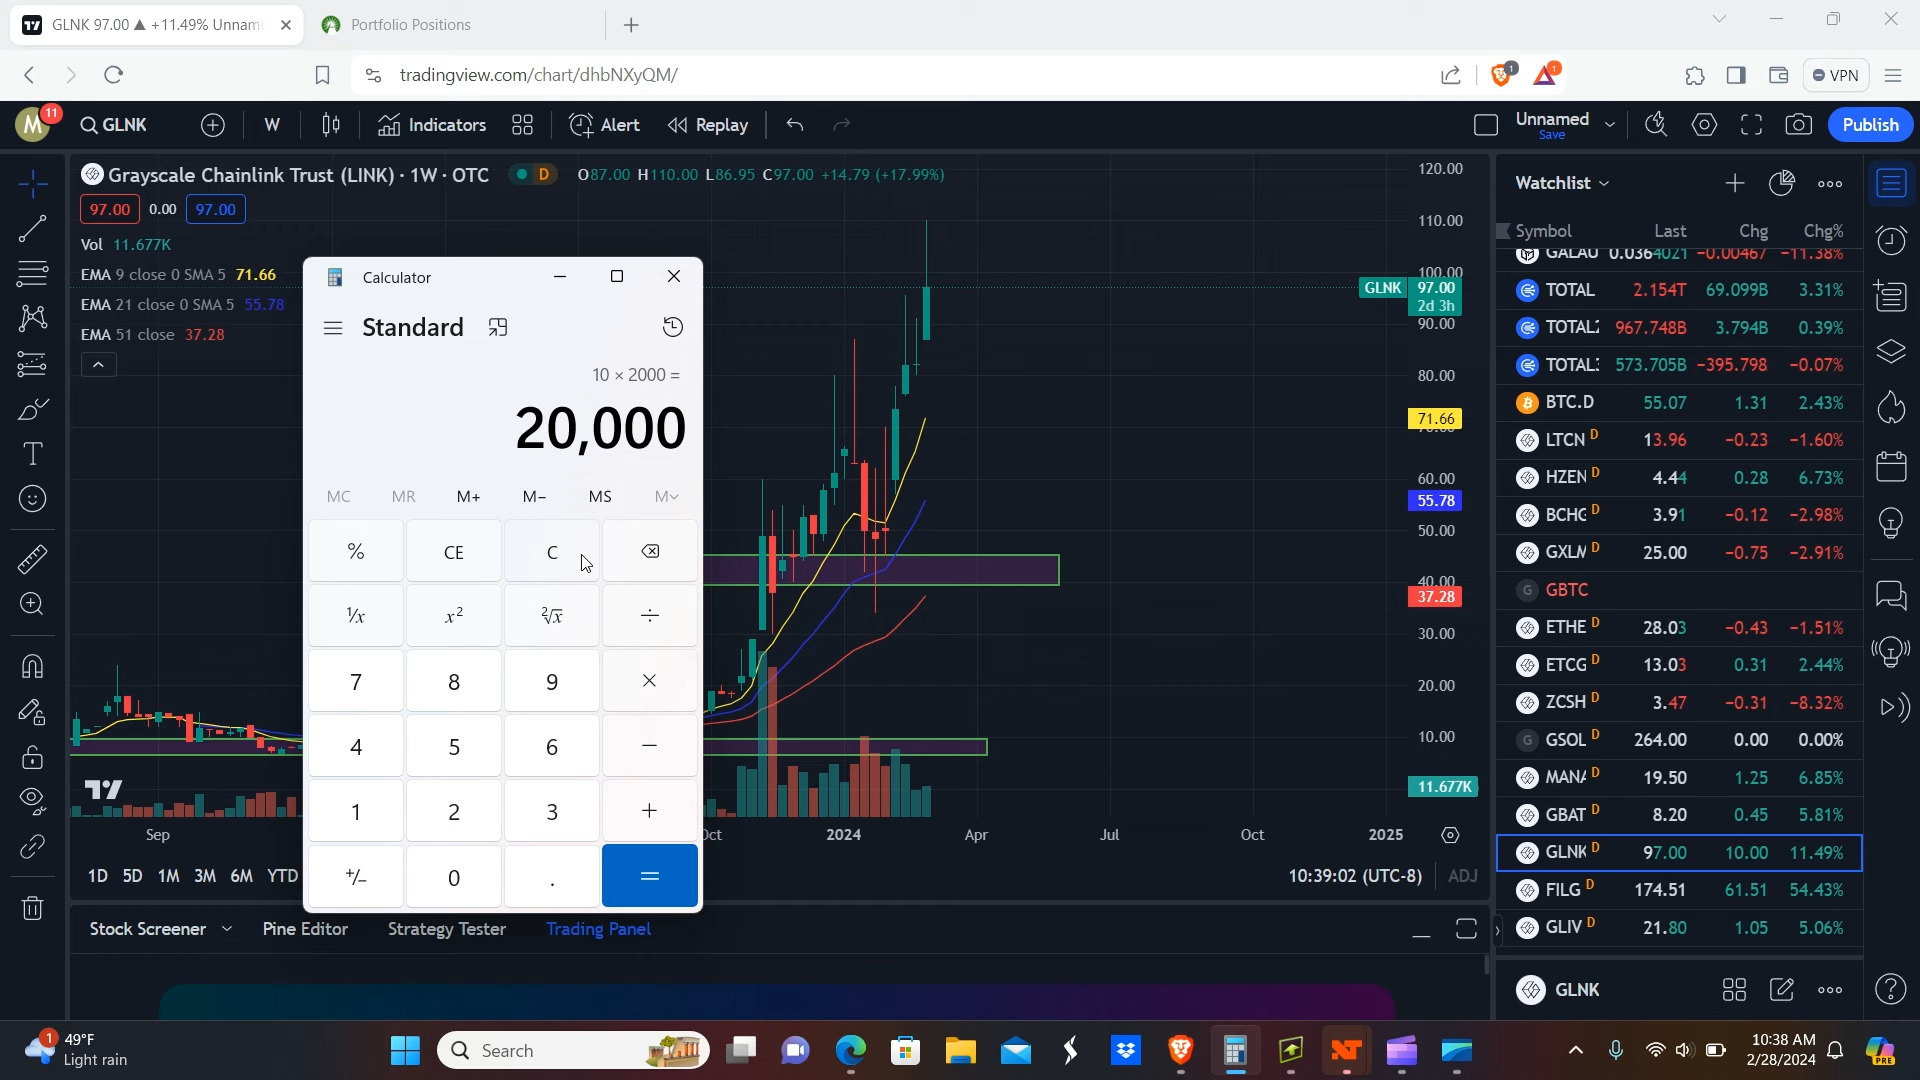 GLNK 97.00 ▲ +11.49% Unnam
Portfolio Positions
tradingview.com/chart/dhbNXyQM/
1
1
VPN
M
11
GLNK
W
Indicators
Alert
Replay
Unnamed
Save
Publish
Grayscale Chainlink Trust (LINK) · 1W · OTC
D
O87.00 H110.00 L86.95 C97.00 +14.79 (+17.99%)
97.00 0.00 97.00
Vol 11.677K
EMA 9 close 0 SMA 5 71.66
EMA 21 close 0 SMA 5 55.78
EMA 51 close 37.28
Calculator
Standard
10 × 2000 =
20,000
MC MR M+ M− MS M
% CE C
¹/x x² ²√x ÷
7 8 9 ×
4 5 6 −
1 2 3 +
+/− 0 . =
120.00
110.00
100.00
GLNK 97.00
2d 3h
90.00
80.00
71.66
60.00
55.78
50.00
40.00
37.28
30.00
20.00
10.00
11.677K
Sep
2024
Apr
Jul
Oct
2025
1D 5D 1M 3M 6M YTD
10:39:02 (UTC-8)
ADJ
Stock Screener
Pine Editor
Strategy Tester
Trading Panel
Watchlist
Symbol Last Chg Chg%
GALAU 0.0364021 −0.00467 −11.38%
TOTAL 2.154T 69.099B 3.31%
TOTAL2 967.748B 3.794B 0.39%
TOTAL3 573.705B −395.798 −0.07%
BTC.D 55.07 1.31 2.43%
LTCN D 13.96 −0.23 −1.60%
HZEN D 4.44 0.28 6.73%
BCHG D 3.91 −0.12 −2.98%
GXLM D 25.00 −0.75 −2.91%
G GBTC
ETHE D 28.03 −0.43 −1.51%
ETCG D 13.03 0.31 2.44%
ZCSH D 3.47 −0.31 −8.32%
G GSOL D 264.00 0.00 0.00%
MANA D 19.50 1.25 6.85%
GBAT D 8.20 0.45 5.81%
GLNK D 97.00 10.00 11.49%
FILG D 174.51 61.51 54.43%
GLIV D 21.80 1.05 5.06%
GLNK
1
49°F
Light rain
Search
10:38 AM
2/28/2024
PRE